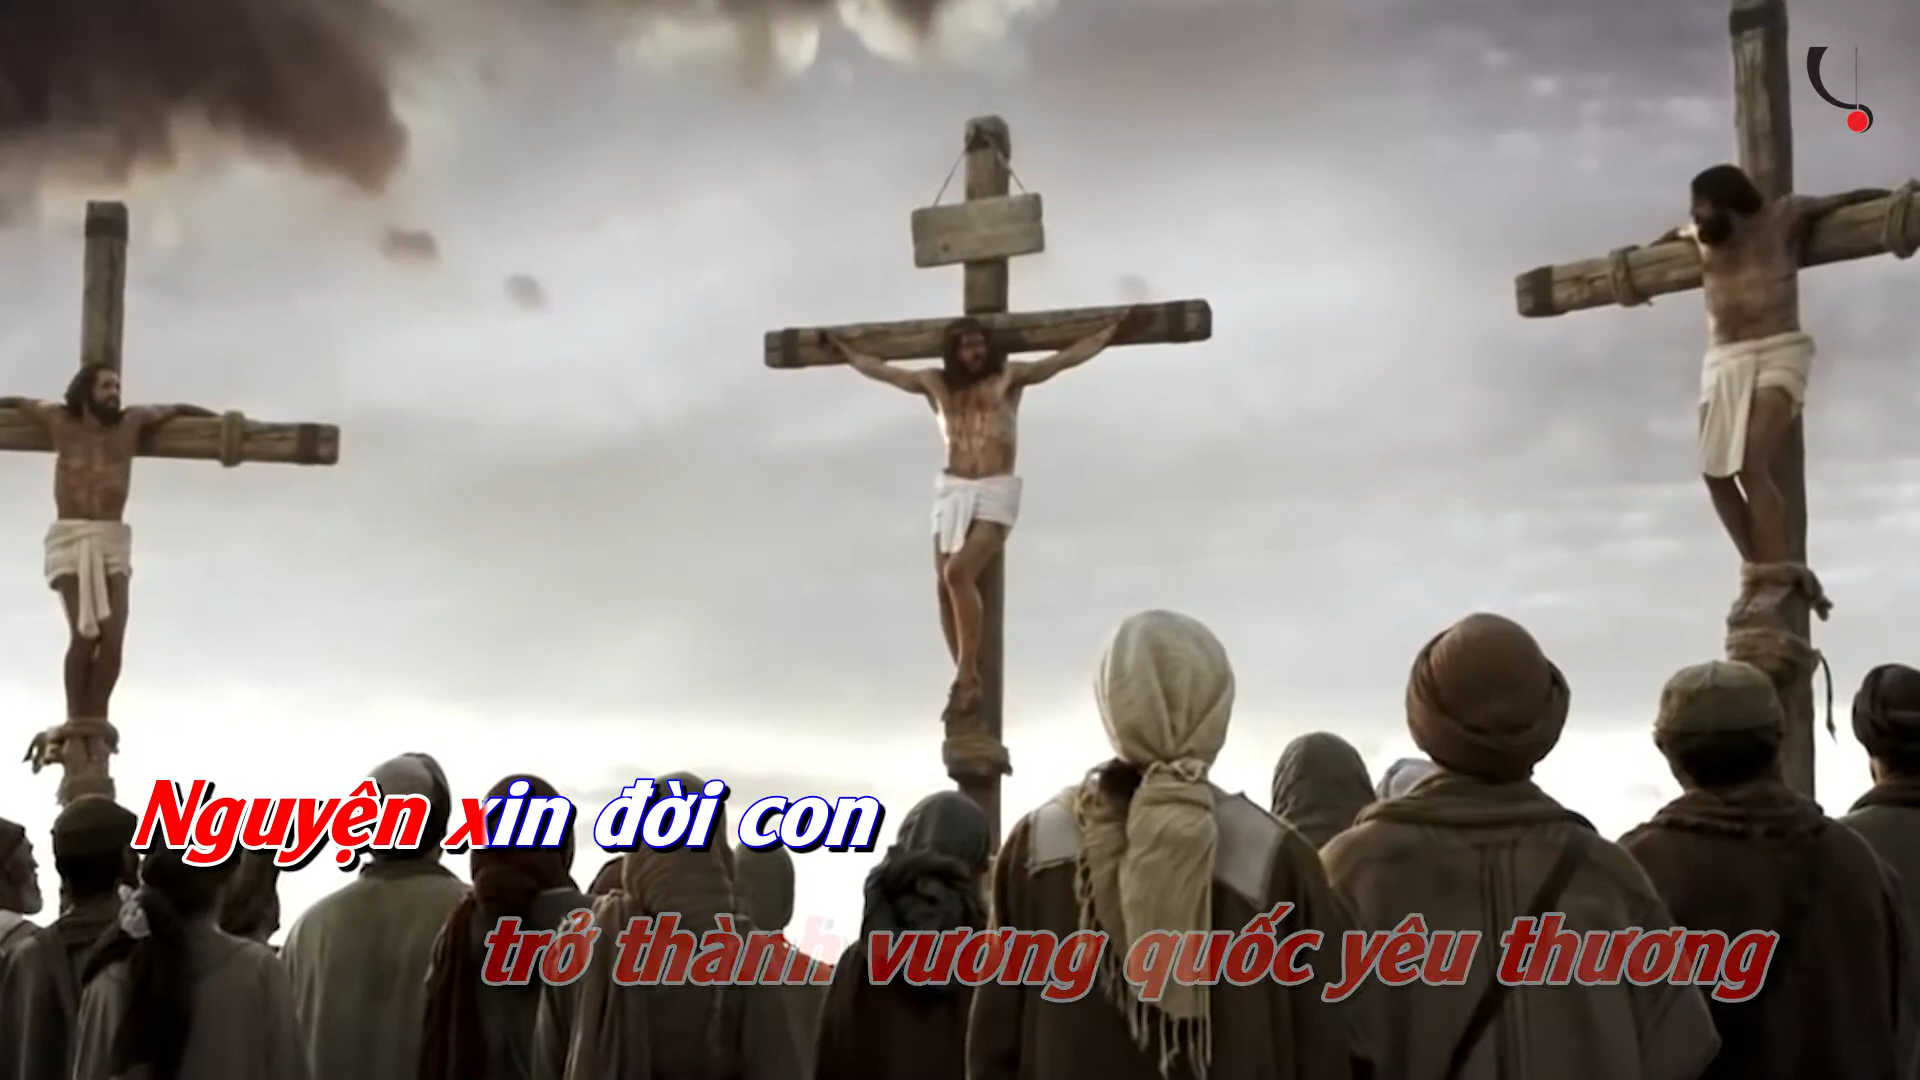 Nguyện xin đời con
trở thành vương quốc yêu thương